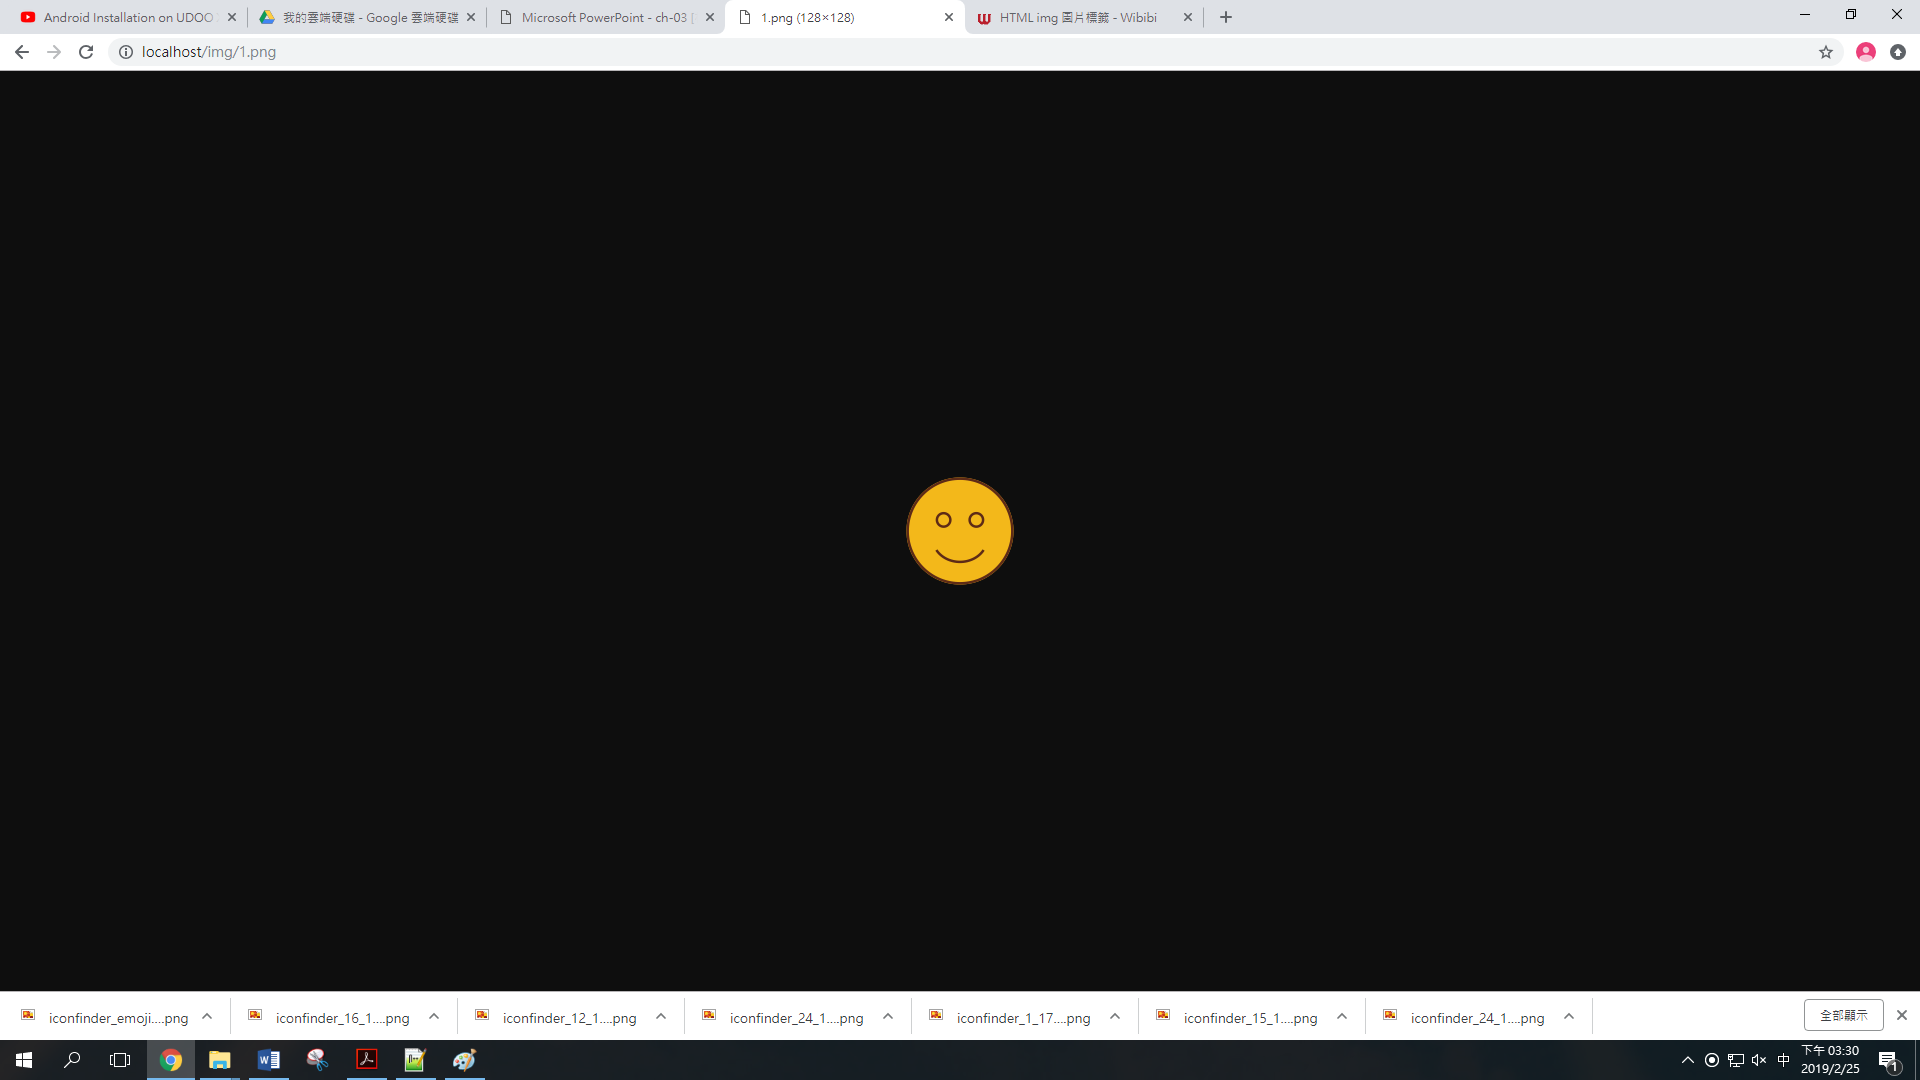 Android Installation on UDOO
我的雲端硬碟 - Google 雲端硬碟
Microsoft PowerPoint - ch-03
1.png (128×128)
HTML img 圖片標籤 - Wibibi
localhost/img/1.png
iconfinder_emoji....png
iconfinder_16_1....png
iconfinder_12_1....png
iconfinder_24_1....png
iconfinder_1_17....png
iconfinder_15_1....png
iconfinder_24_1....png
全部顯示
中
下午 03:30
2019/2/25
1